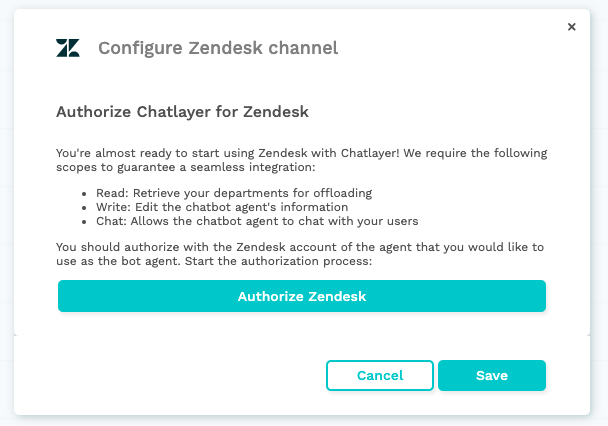 ×
Configure Zendesk channel
Authorize Chatlayer for Zendesk
You're almost ready to start using Zendesk with Chatlayer! We require the following
scopes to guarantee a seamless integration:
• Read: Retrieve your departments for offloading
• Write: Edit the chatbot agent's information
• Chat: Allows the chatbot agent to chat with your users
You should authorize with the Zendesk account of the agent that you would like to
use as the bot agent. Start the authorization process:
Authorize Zendesk
Cancel
Save